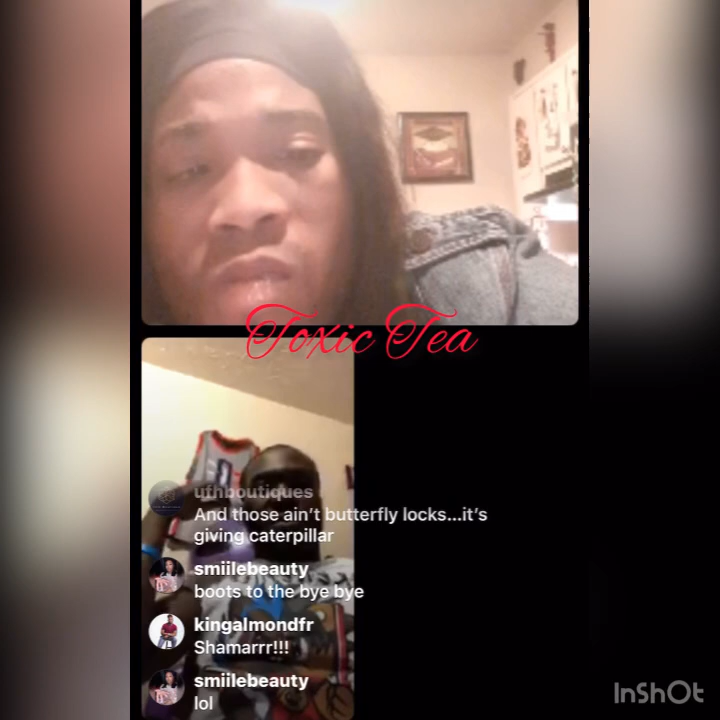 Toxic Tea
ufhboutiques
And those ain't butterfly locks...it's
giving caterpillar
smiilebeauty
boots to the bye bye
kingalmondfr
Shamarrr!!!
smiilebeauty
lol
InShOt